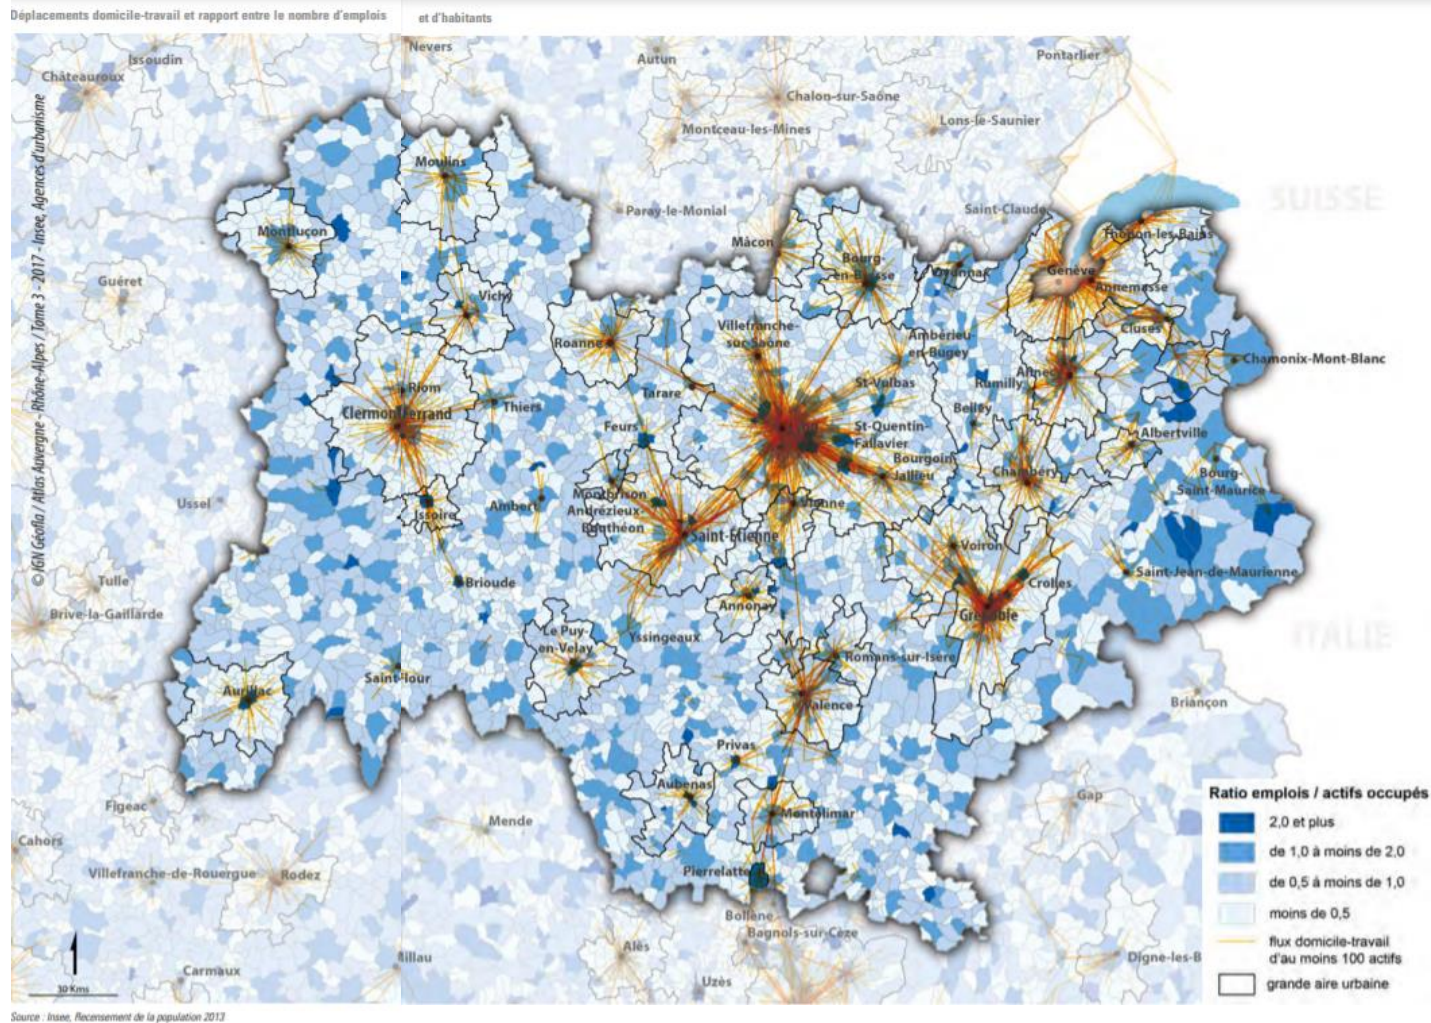 Déplacements domicile-travail et rapport entre le nombre d'emplois
et d'habitants
Nevers
Issoudin
Autun
Pontarlier
Châteauroux
Chalon-sur-Saône
Lons-le-Saunier
Montceau-les-Mines
© IGN Géofla / Atlas Auvergne - Rhône-Alpes / Tome 3 - 2017 - Insee, Agences d'urbanisme
Moulins
SUISSE
Paray-le-Monial
Saint-Claude
Montluçon
Thonon-les-Bains
Mâcon
Bourg-
en-Bresse
Oyonnax
Genève
Guéret
Annemasse
Vichy
Villefranche-
sur-Saône
Cluses
Roanne
Ambérieu-
en-Bugey
Chamonix-Mont-Blanc
Riom
Rumilly
St-Vulbas
Tarare
Thiers
Belley
Clermont-Ferrand
Feurs
St-Quentin-
Fallavier
Albertville
Bourgoin
Jallieu
Chambéry
Bourg-
Saint-Maurice
Montbrison
Ussel
Ambert
Andrézieux-
Bouthéon
Issoire
Vienne
Saint-Etienne
Voiron
Saint-Jean-de-Maurienne
Tulle
Brioude
Crolles
Annonay
Brive-la-Gaillarde
Grenoble
ITALIE
Le Puy-
en-Velay
Yssingeaux
Romans-sur-Isère
Saint-Flour
Aurillac
Valence
Briançon
Privas
Aubenas
Figeac
Montélimar
Gap
Mende
Cahors
Villefranche-de-Rouergue
Rodez
Pierrelatte
Bollène
Bagnols-sur-Cèze
Alès
Millau
Digne-les-B
Carmaux
Uzès
30 Kms
Ratio emplois / actifs occupés
2,0 et plus
de 1,0 à moins de 2,0
de 0,5 à moins de 1,0
moins de 0,5
flux domicile-travail
d'au moins 100 actifs
grande aire urbaine
Source : Insee, Recensement de la population 2013